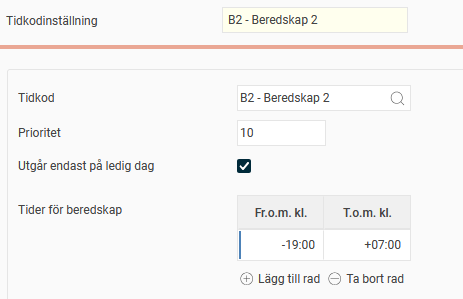 Tidkodinställning B2 - Beredskap 2
Tidkod B2 - Beredskap 2
Prioritet 10
Utgår endast på ledig dag
Tider för beredskap Fr.o.m. kl. T.o.m. kl.
-19:00 +07:00
Lägg till rad Ta bort rad